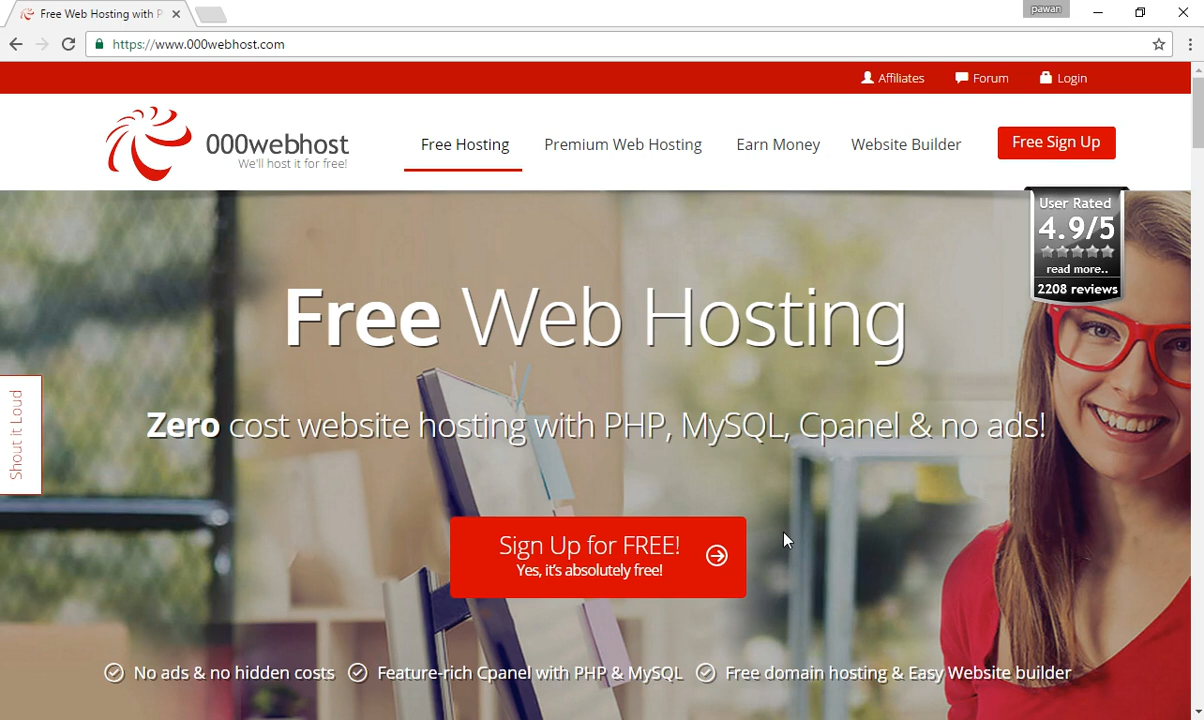 Free Web Hosting with P
pawan
https://www.000webhost.com
Affiliates
Forum
Login
000webhost
We'll host it for free!
Free Hosting
Premium Web Hosting
Earn Money
Website Builder
Free Sign Up
User Rated
4.9/5
read more..
2208 reviews
Free Web Hosting
Zero cost website hosting with PHP, MySQL, Cpanel & no ads!
Shout it Loud
Sign Up for FREE!
Yes, it's absolutely free!
No ads & no hidden costs
Feature-rich Cpanel with PHP & MySQL
Free domain hosting & Easy Website builder